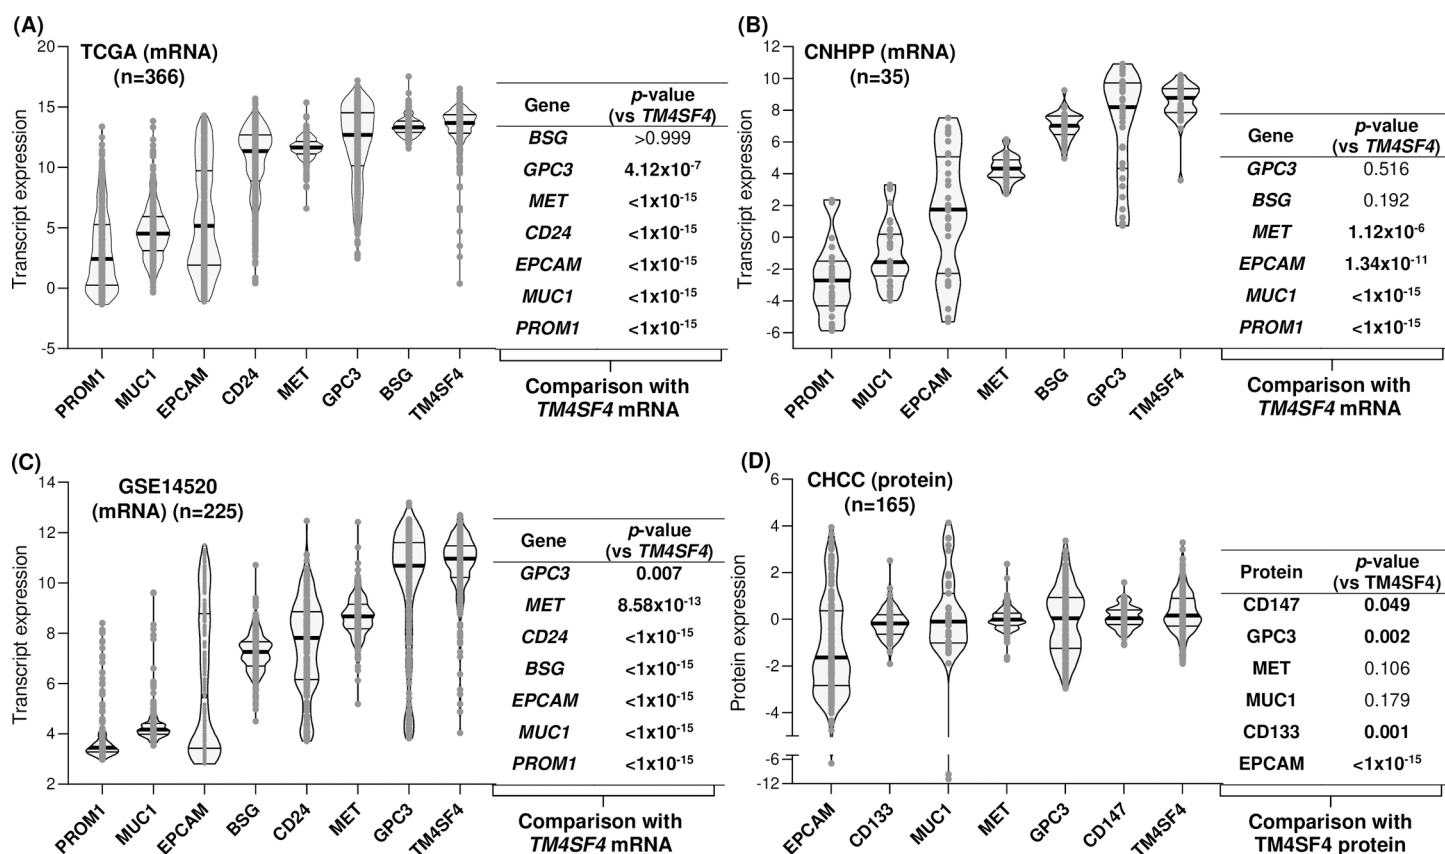 (A)
TCGA (mRNA)
(n=366)
Transcript expression
20
15
10
5
0
-5
PROM1
MUC1
EPCAM
CD24
MET
GPC3
BSG
TM4SF4
Gene p-value
(vs TM4SF4)
BSG >0.999
GPC3 4.12x10⁻⁷
MET <1x10⁻¹⁵
CD24 <1x10⁻¹⁵
EPCAM <1x10⁻¹⁵
MUC1 <1x10⁻¹⁵
PROM1 <1x10⁻¹⁵
Comparison with
TM4SF4 mRNA
(B)
CNHPP (mRNA)
(n=35)
Transcript expression
12
10
8
6
4
2
0
-2
-4
-6
PROM1
MUC1
EPCAM
MET
BSG
GPC3
TM4SF4
Gene p-value
(vs TM4SF4)
GPC3 0.516
BSG 0.192
MET 1.12x10⁻⁶
EPCAM 1.34x10⁻¹¹
MUC1 <1x10⁻¹⁵
PROM1 <1x10⁻¹⁵
Comparison with
TM4SF4 mRNA
(C)
GSE14520
(mRNA) (n=225)
Transcript expression
14
12
10
8
6
4
2
PROM1
MUC1
EPCAM
BSG
CD24
MET
GPC3
TM4SF4
Gene p-value
(vs TM4SF4)
GPC3 0.007
MET 8.58x10⁻¹³
CD24 <1x10⁻¹⁵
BSG <1x10⁻¹⁵
EPCAM <1x10⁻¹⁵
MUC1 <1x10⁻¹⁵
PROM1 <1x10⁻¹⁵
Comparison with
TM4SF4 mRNA
(D)
CHCC (protein)
(n=165)
Protein expression
6
4
2
0
-2
-4
-6
-12
EPCAM
CD133
MUC1
MET
GPC3
CD147
TM4SF4
Protein p-value
(vs TM4SF4)
CD147 0.049
GPC3 0.002
MET 0.106
MUC1 0.179
CD133 0.001
EPCAM <1x10⁻¹⁵
Comparison with
TM4SF4 protein